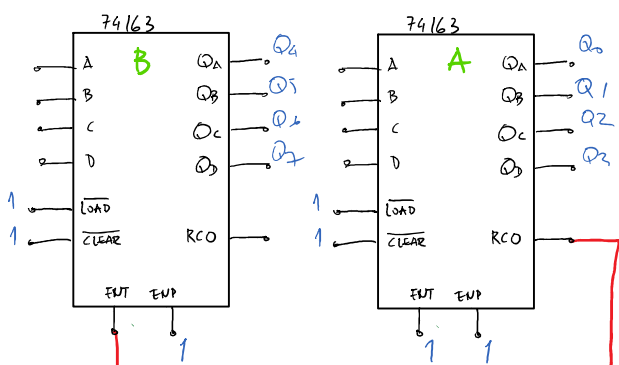 74163
B
A
B
C
D
LOAD
CLEAR
QA
QB
QC
QD
RCO
ENT
ENP
Q4
Q5
Q6
Q7
1
1
1
74163
A
A
B
C
D
LOAD
CLEAR
QA
QB
QC
QD
RCO
ENT
ENP
Q0
Q1
Q2
Q3
1
1
1
1